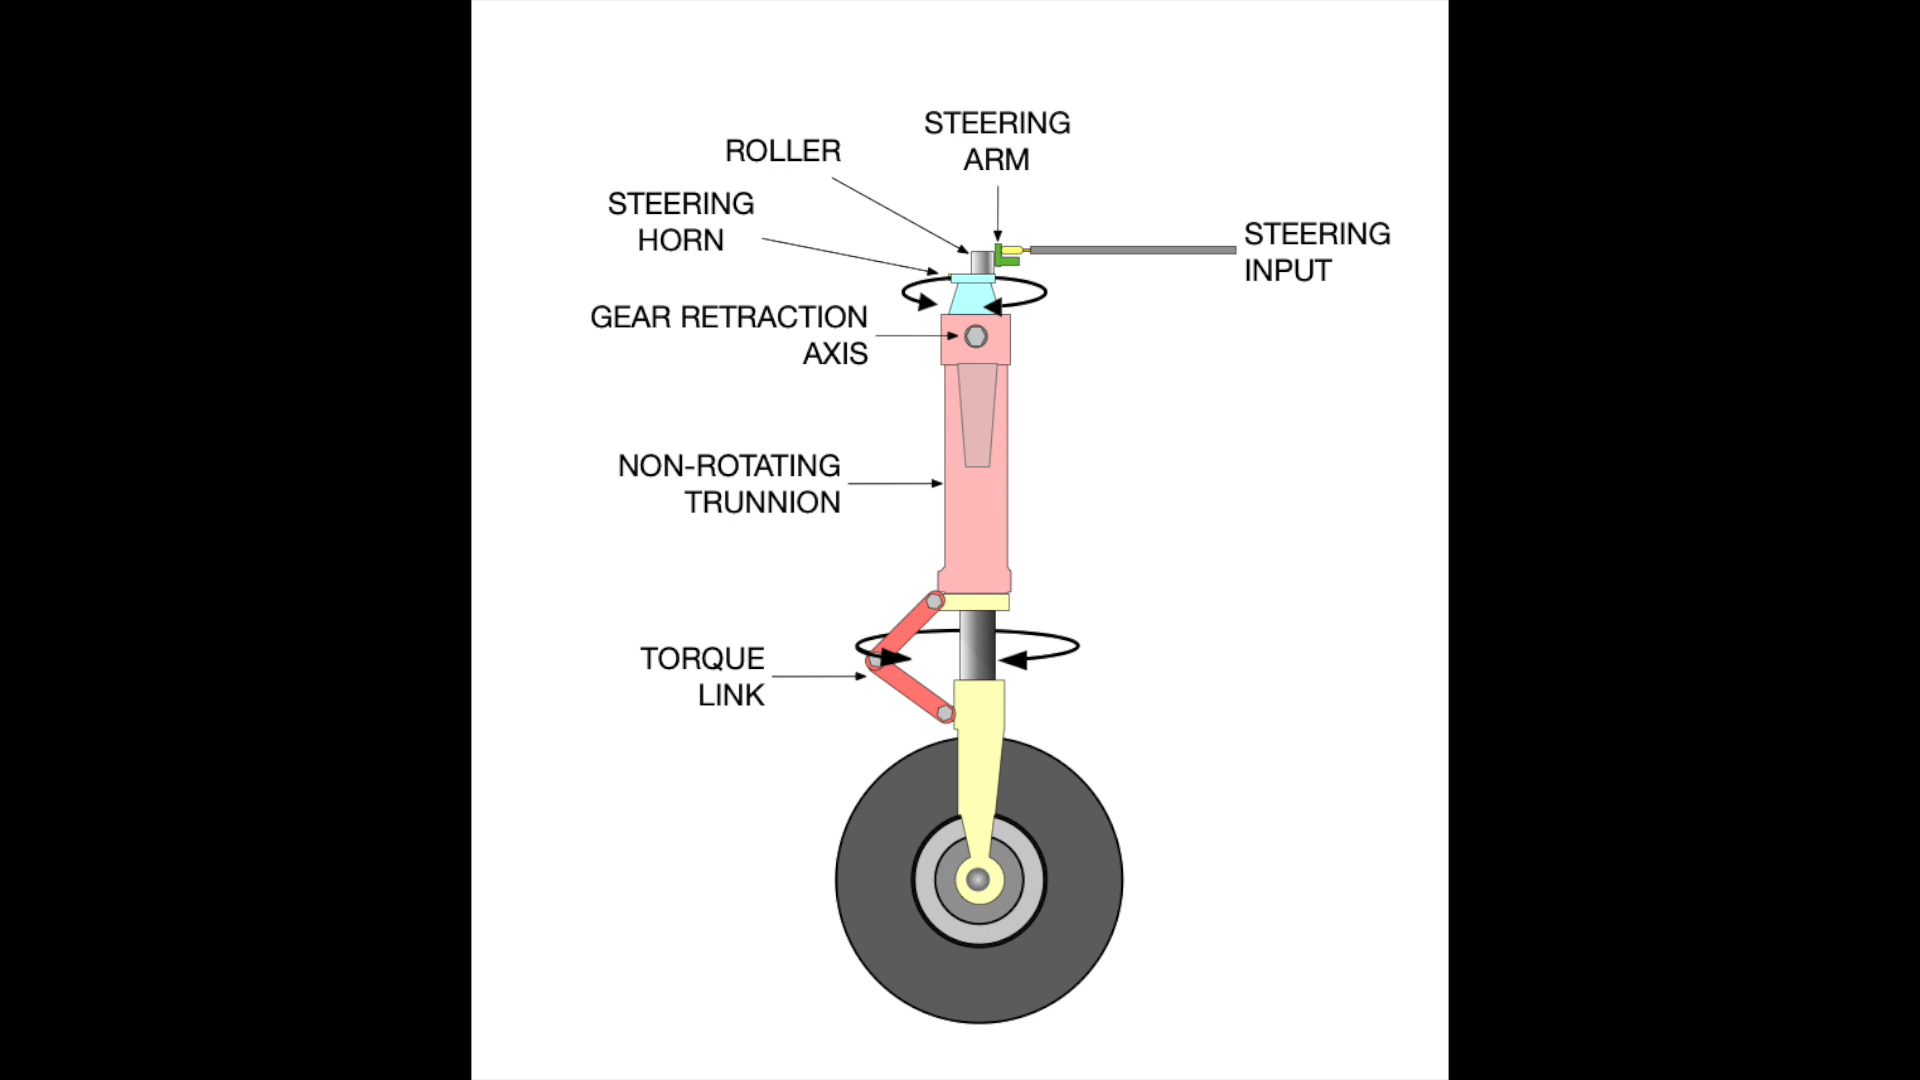 STEERING
ARM
ROLLER
STEERING
HORN
STEERING
INPUT
GEAR RETRACTION
AXIS
NON-ROTATING
TRUNNION
TORQUE
LINK